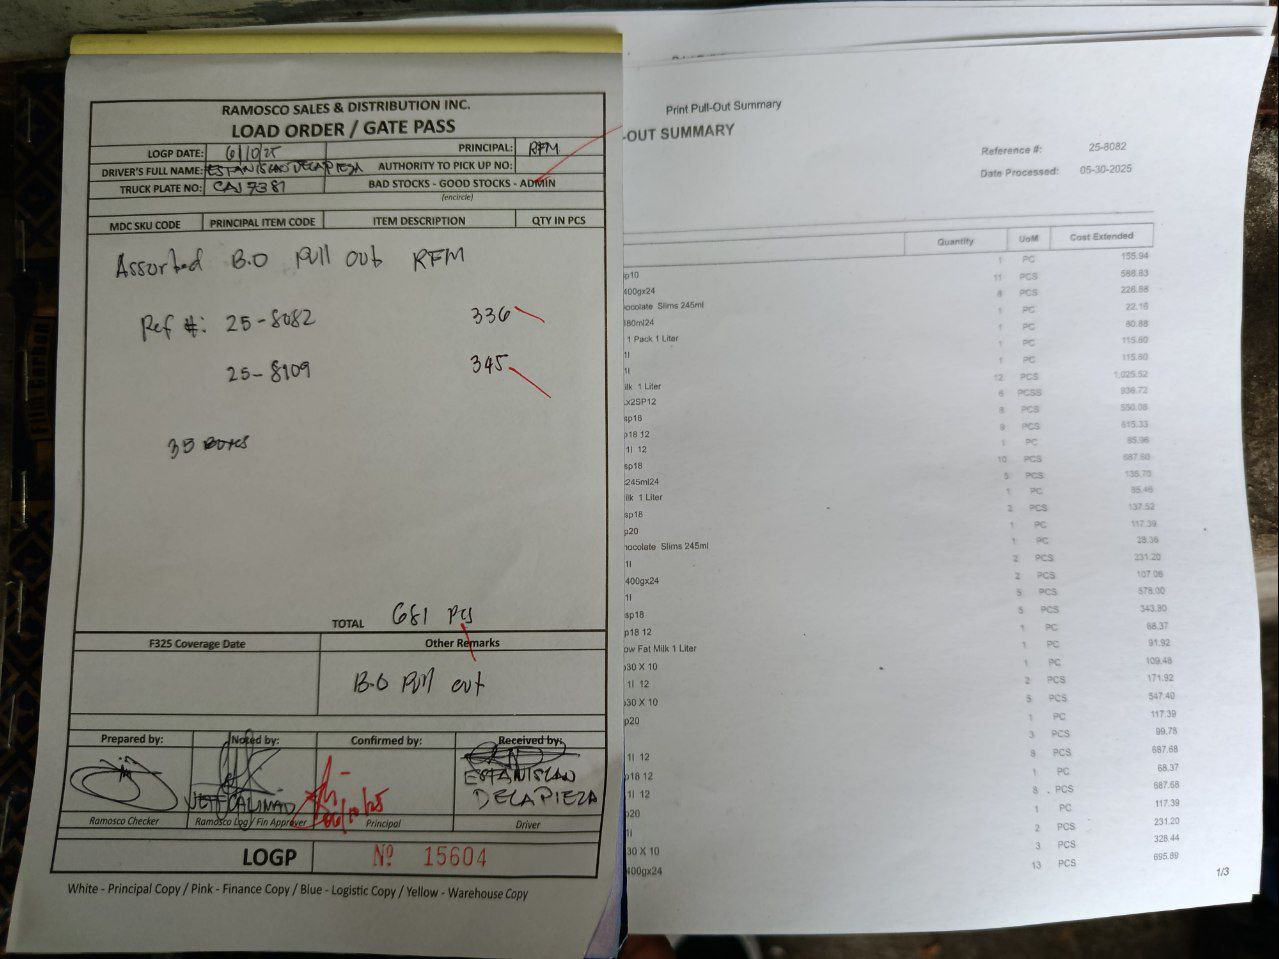 RAMOSCO SALES & DISTRIBUTION INC.
LOAD ORDER / GATE PASS
LOGP DATE: 6/10/25 PRINCIPAL: RFM
DRIVER'S FULL NAME: ESTANISLAO DECAPIEZA AUTHORITY TO PICK UP NO:
TRUCK PLATE NO: CAJ 7381 BAD STOCKS - GOOD STOCKS - ADMIN
(encircle)
MDC SKU CODE PRINCIPAL ITEM CODE ITEM DESCRIPTION QTY IN PCS
Assorted B.O Pull out RFM
Ref #: 25-8082 336
25-8109 345
35 Boxes
TOTAL 681 Pcs
F325 Coverage Date Other Remarks
B.O Pull out
Prepared by: Noted by: Confirmed by: Received by:
ESTANISLAO
DECAPIEZA
06/10/25
Ramosco Checker Ramosco Log / Fin Approver Principal Driver
LOGP Nº 15604
White - Principal Copy / Pink - Finance Copy / Blue - Logistic Copy / Yellow - Warehouse Copy
Print Pull-Out Summary
-OUT SUMMARY
Reference #: 25-8082
Date Processed: 05-30-2025
Quantity UoM Cost Extended
1 PC 155.94
p10 11 PCS 588.83
400gx24 8 PCS 226.88
ocolate Slims 245ml 1 PC 22.16
180ml24 1 PC 80.88
1 Pack 1 Liter 1 PC 115.60
1l 1 PC 115.60
1l 12 PCS 1,025.52
ilk 1 Liter 6 PCSS 936.72
x2SP12 8 PCS 550.08
sp18 9 PCS 615.33
p18 12 1 PC 85.96
1l 12 10 PCS 687.60
sp18 5 PCS 135.70
245ml24 1 PC 85.46
ilk 1 Liter 2 PCS 137.52
sp18 1 PC 117.39
p20 1 PC 28.36
ocolate Slims 245ml 2 PCS 231.20
1l 2 PCS 107.06
400gx24 5 PCS 578.00
1l 5 PCS 343.80
sp18 1 PC 68.37
p18 12 1 PC 91.92
ow Fat Milk 1 Liter 1 PC 109.48
p30 X 10 2 PCS 171.92
1l 12 5 PCS 547.40
p30 X 10 1 PC 117.39
p20 3 PC 99.78
8 PCS 687.68
1l 12 1 PC 68.37
p18 12 8 PCS 687.68
1l 12 1 PC 117.39
p20 2 PCS 231.20
1l 3 PCS 328.44
30 X 10 13 PCS 695.89
400gx24
1/3